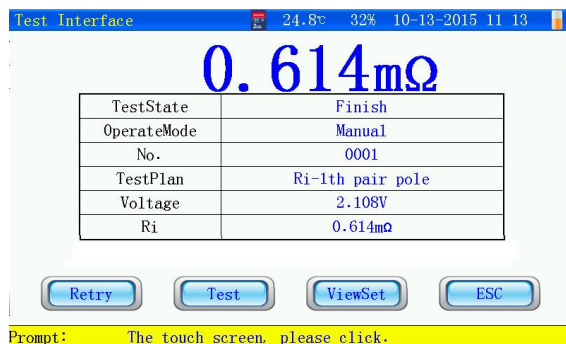 Test Interface 24.8℃ 32% 10-13-2015 11 13
0.614mΩ
TestState Finish
OperateMode Manual
No. 0001
TestPlan Ri-1th pair pole
Voltage 2.108V
Ri 0.614mΩ
Retry Test ViewSet ESC
Prompt: The touch screen, please click.